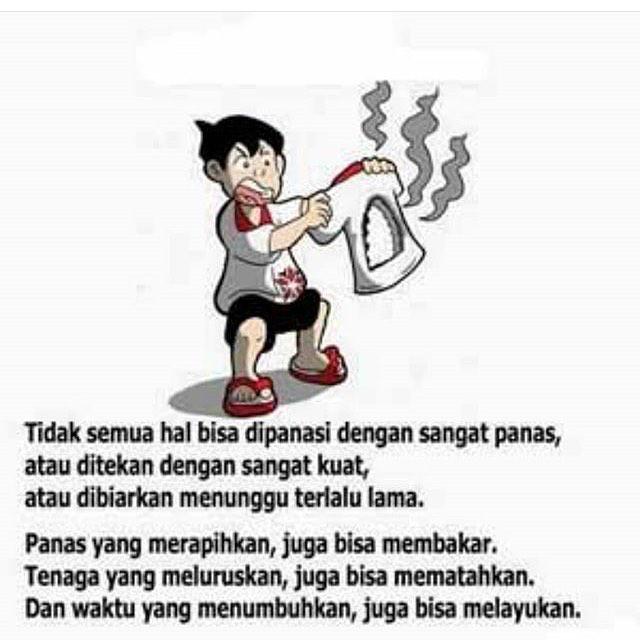 Tidak semua hal bisa dipanasi dengan sangat panas,
atau ditekan dengan sangat kuat,
atau dibiarkan menunggu terlalu lama.
Panas yang merapihkan, juga bisa membakar.
Tenaga yang meluruskan, juga bisa mematahkan.
Dan waktu yang menumbuhkan, juga bisa melayukan.